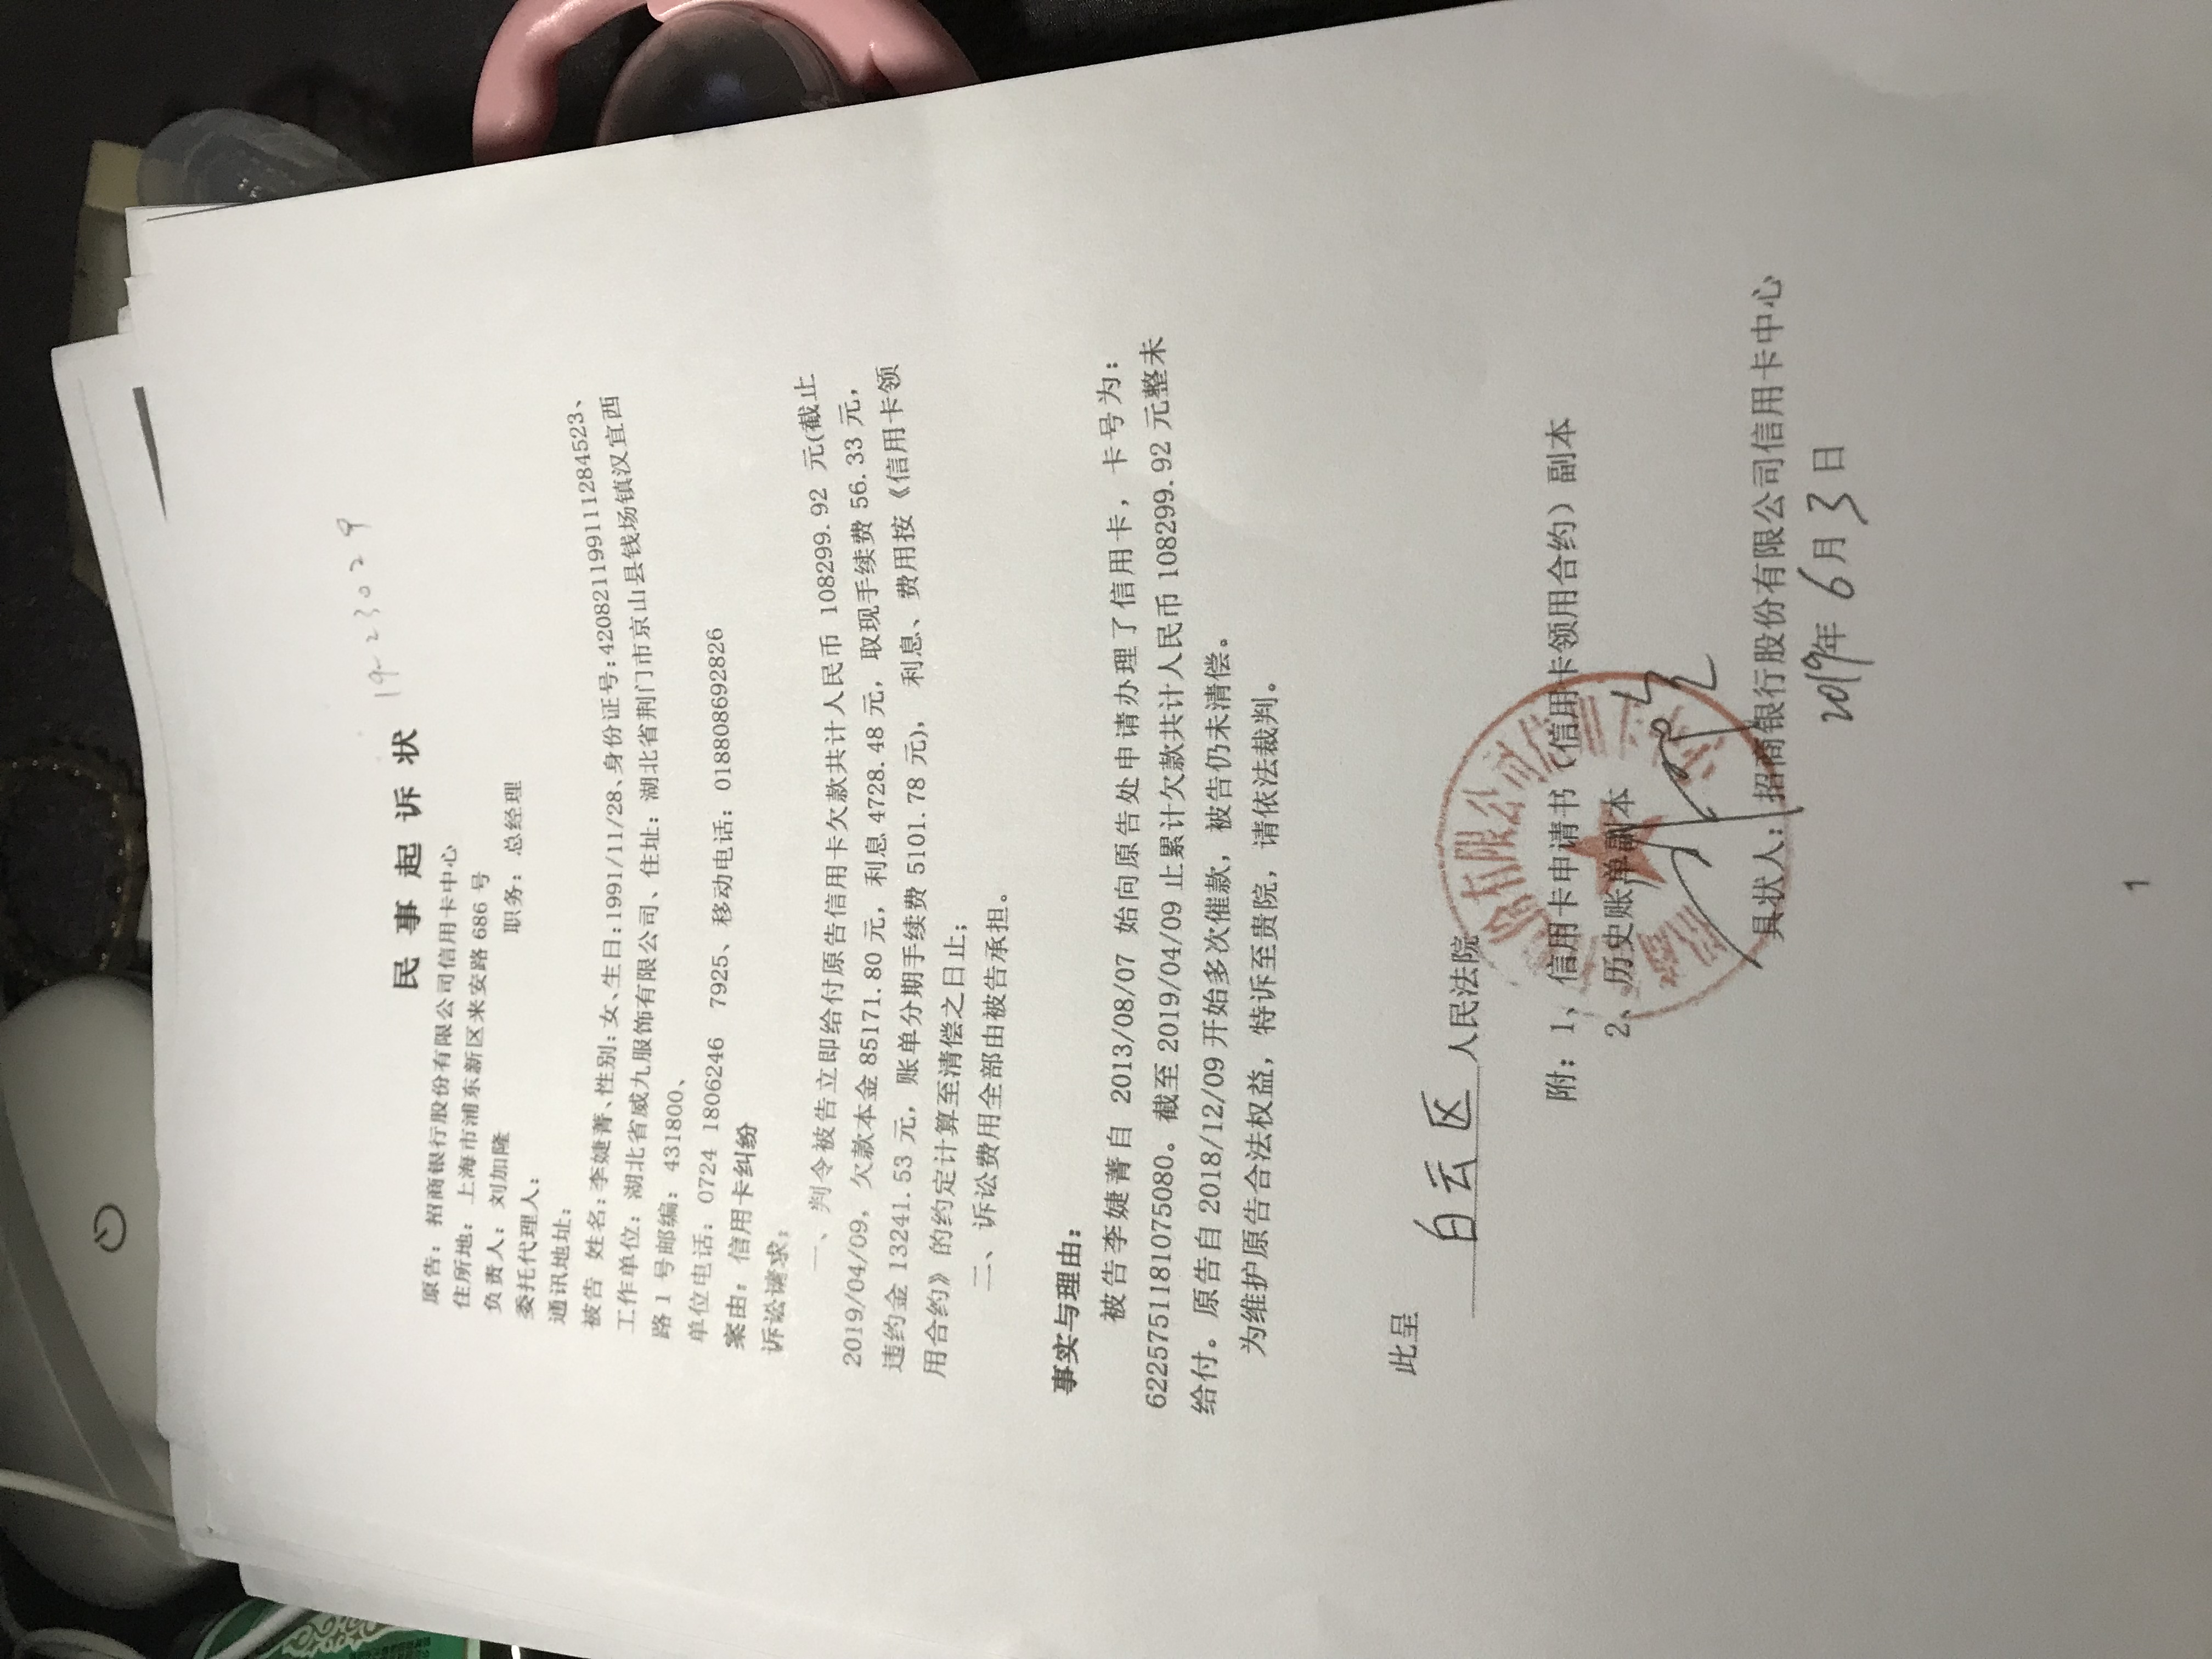 19-23029
民事起诉状
原告：招商银行股份有限公司信用卡中心
住所地：上海市浦东新区来安路 686 号
负责人：刘加隆 职务：总经理
委托代理人：
通讯地址：
被告 姓名:李婕菁、性别:女、生日:1991/11/28、身份证号:420821199111284523、
工作单位：湖北省威九服饰有限公司、住址：湖北省荆门市京山县钱场镇汉宜西
路 1 号邮编：431800、
单位电话：0724 1806246 7925、移动电话：018808692826
案由：信用卡纠纷
诉讼请求：
一、判令被告立即给付原告信用卡欠款共计人民币 108299.92 元(截止
2019/04/09，欠款本金 85171.80 元，利息 4728.48 元，取现手续费 56.33 元，
违约金 13241.53 元，账单分期手续费 5101.78 元)， 利息、费用按《信用卡领
用合约》的约定计算至清偿之日止；
二、诉讼费用全部由被告承担。
事实与理由：
被告李婕菁自 2013/08/07 始向原告处申请办理了信用卡，卡号为：
6225751181075080。截至 2019/04/09 止累计欠款共计人民币 108299.92 元整未
给付。原告自 2018/12/09 开始多次催款，被告仍未清偿。
为维护原告合法权益，特诉至贵院，请依法裁判。
此呈
白云区人民法院
附：1、信用卡申请书（信用卡领用合约）副本
2、历史账单副本
具状人：招商银行股份有限公司信用卡中心
2019年 6月 3日
1